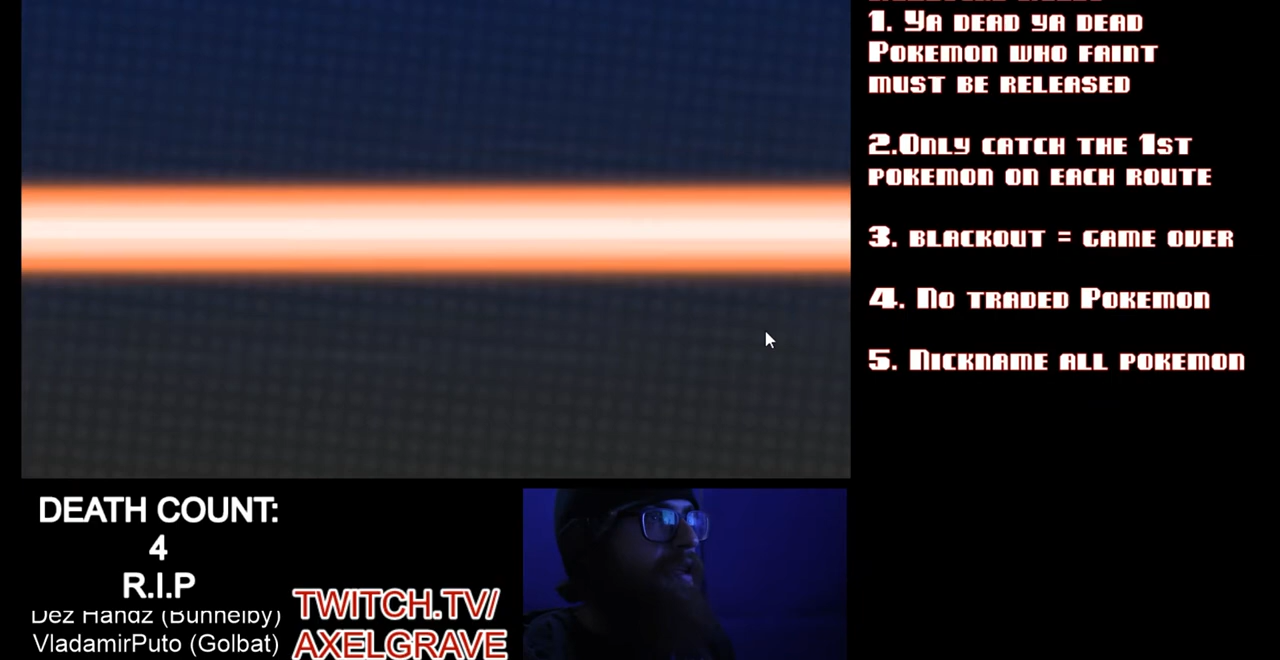 1. Ya dead ya dead
Pokemon who faint
must be released
2.Only catch the 1st
pokemon on each route
3. blackout = game over
4. No traded Pokemon
5. Nickname all pokemon
DEATH COUNT:
4
R.I.P
Dez Handz (Bunnelby)
VladamirPuto (Golbat)
TWITCH.TV/
AXELGRAVE